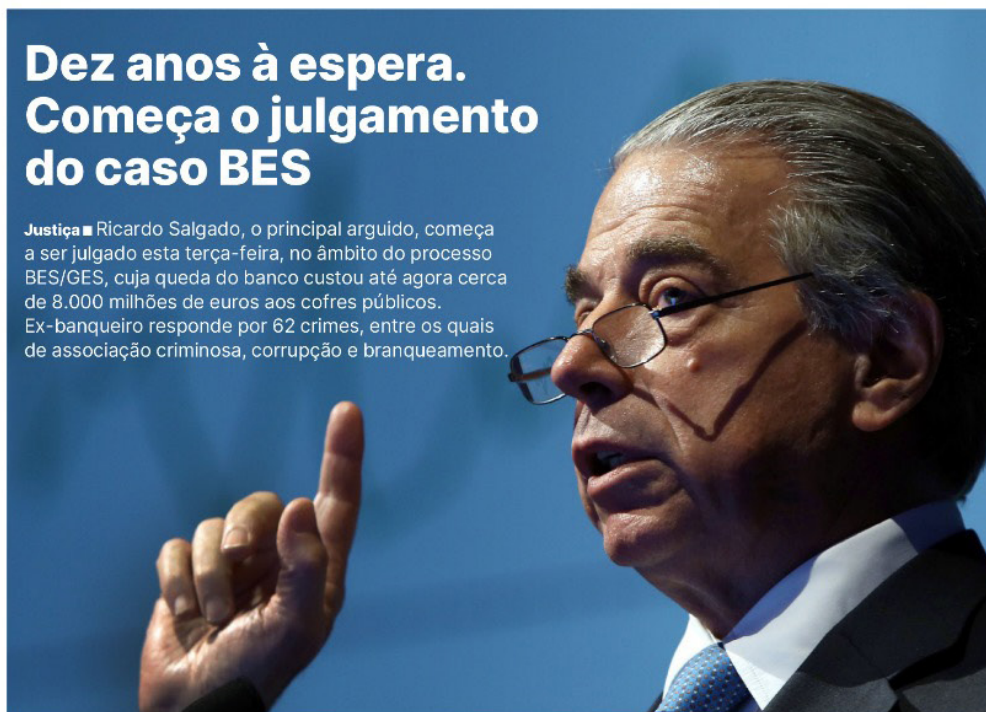 Dez anos à espera.
Começa o julgamento
do caso BES
Justiça ■ Ricardo Salgado, o principal arguido, começa
a ser julgado esta terça-feira, no âmbito do processo
BES/GES, cuja queda do banco custou até agora cerca
de 8.000 milhões de euros aos cofres públicos.
Ex-banqueiro responde por 62 crimes, entre os quais
de associação criminosa, corrupção e branqueamento.